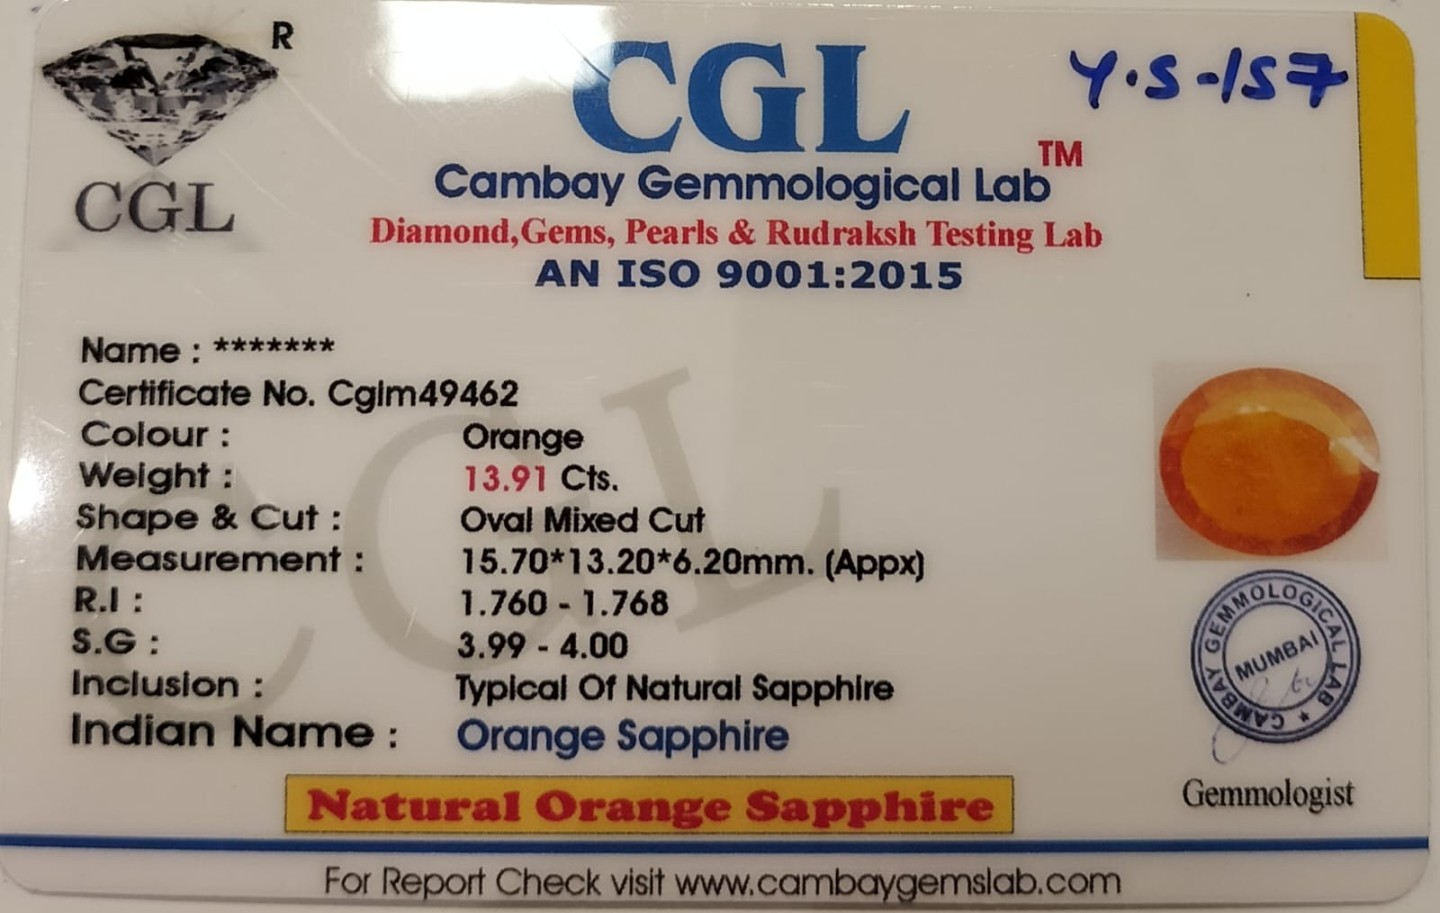 R
CGL
CGL
Y.S-157
TM
Cambay Gemmological Lab
Diamond,Gems, Pearls & Rudraksh Testing Lab
AN ISO 9001:2015
Name : *******
Certificate No. Cglm49462
Colour : Orange
Weight : 13.91 Cts.
Shape & Cut : Oval Mixed Cut
Measurement : 15.70*13.20*6.20mm. (Appx)
R.I : 1.760 - 1.768
S.G : 3.99 - 4.00
Inclusion : Typical Of Natural Sapphire
Indian Name : Orange Sapphire
CGL
CAMBAY GEMMOLOGICAL LAB
MUMBAI
Gemmologist
Natural Orange Sapphire
For Report Check visit www.cambaygemslab.com